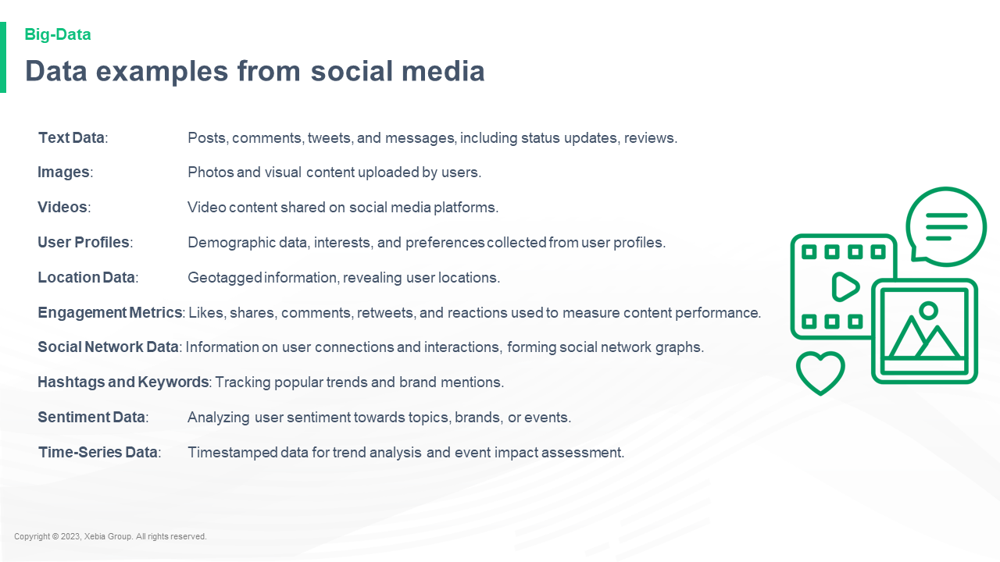 Big-Data
Data examples from social media
Text Data: Posts, comments, tweets, and messages, including status updates, reviews.
Images: Photos and visual content uploaded by users.
Videos: Video content shared on social media platforms.
User Profiles: Demographic data, interests, and preferences collected from user profiles.
Location Data: Geotagged information, revealing user locations.
Engagement Metrics: Likes, shares, comments, retweets, and reactions used to measure content performance.
Social Network Data: Information on user connections and interactions, forming social network graphs.
Hashtags and Keywords: Tracking popular trends and brand mentions.
Sentiment Data: Analyzing user sentiment towards topics, brands, or events.
Time-Series Data: Timestamped data for trend analysis and event impact assessment.
Copyright © 2023, Xebia Group. All rights reserved.